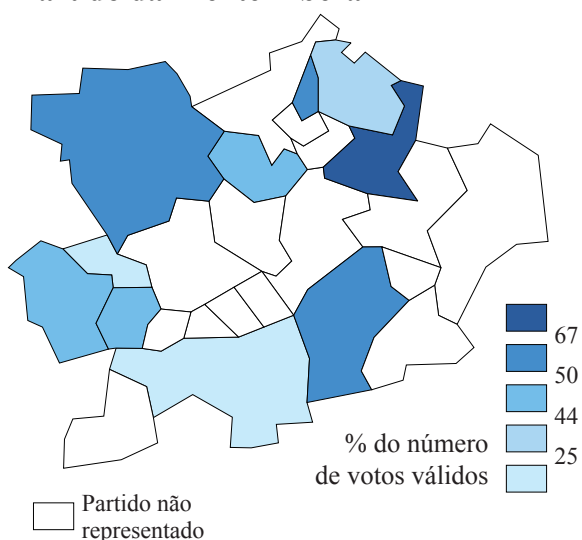 67
50
44
25
% do número
de votos válidos
Partido não
representado